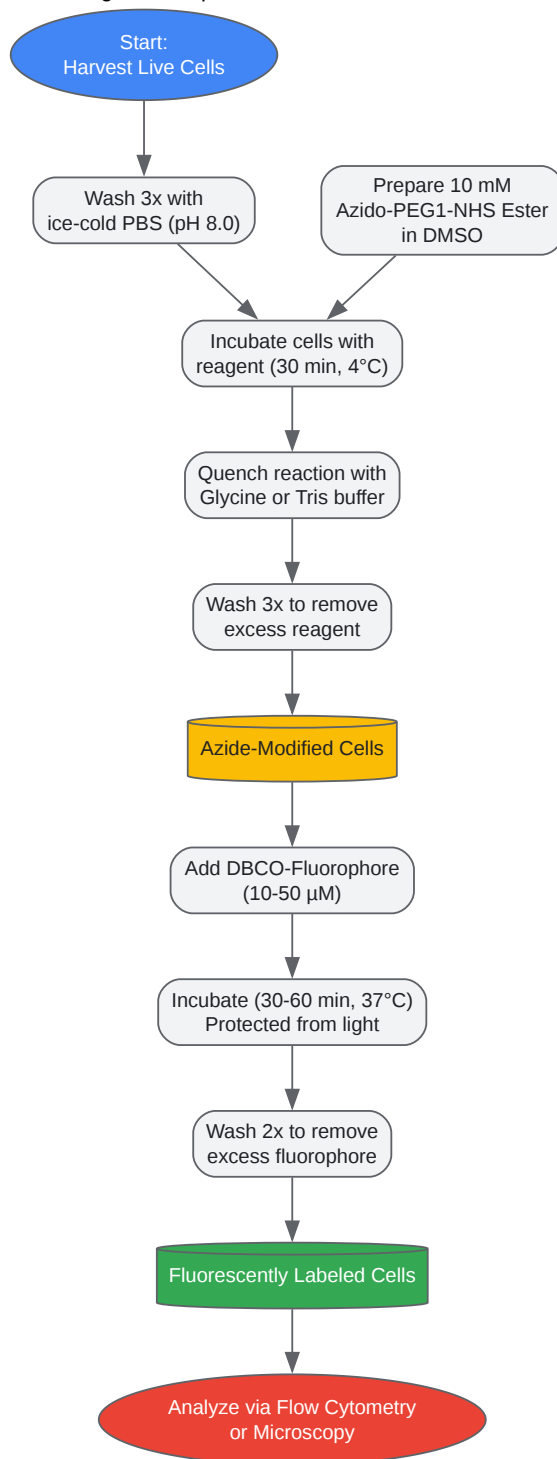 Start:
Harvest Live Cells
Wash 3x with
ice-cold PBS (pH 8.0)
Prepare 10 mM
Azido-PEG1-NHS Ester
in DMSO
Incubate cells with
reagent (30 min, 4°C)
Quench reaction with
Glycine or Tris buffer
Wash 3x to remove
excess reagent
Azide-Modified Cells
Add DBCO-Fluorophore
(10-50 µM)
Incubate (30-60 min, 37°C)
Protected from light
Wash 2x to remove
excess fluorophore
Fluorescently Labeled Cells
Analyze via Flow Cytometry
or Microscopy